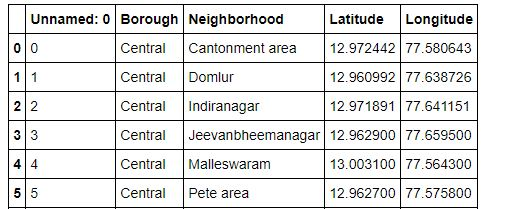 Unnamed: 0 Borough Neighborhood Latitude Longitude
0 0 Central Cantonment area 12.972442 77.580643
1 1 Central Domlur 12.960992 77.638726
2 2 Central Indiranagar 12.971891 77.641151
3 3 Central Jeevanbheemanagar 12.962900 77.659500
4 4 Central Malleswaram 13.003100 77.564300
5 5 Central Pete area 12.962700 77.575800